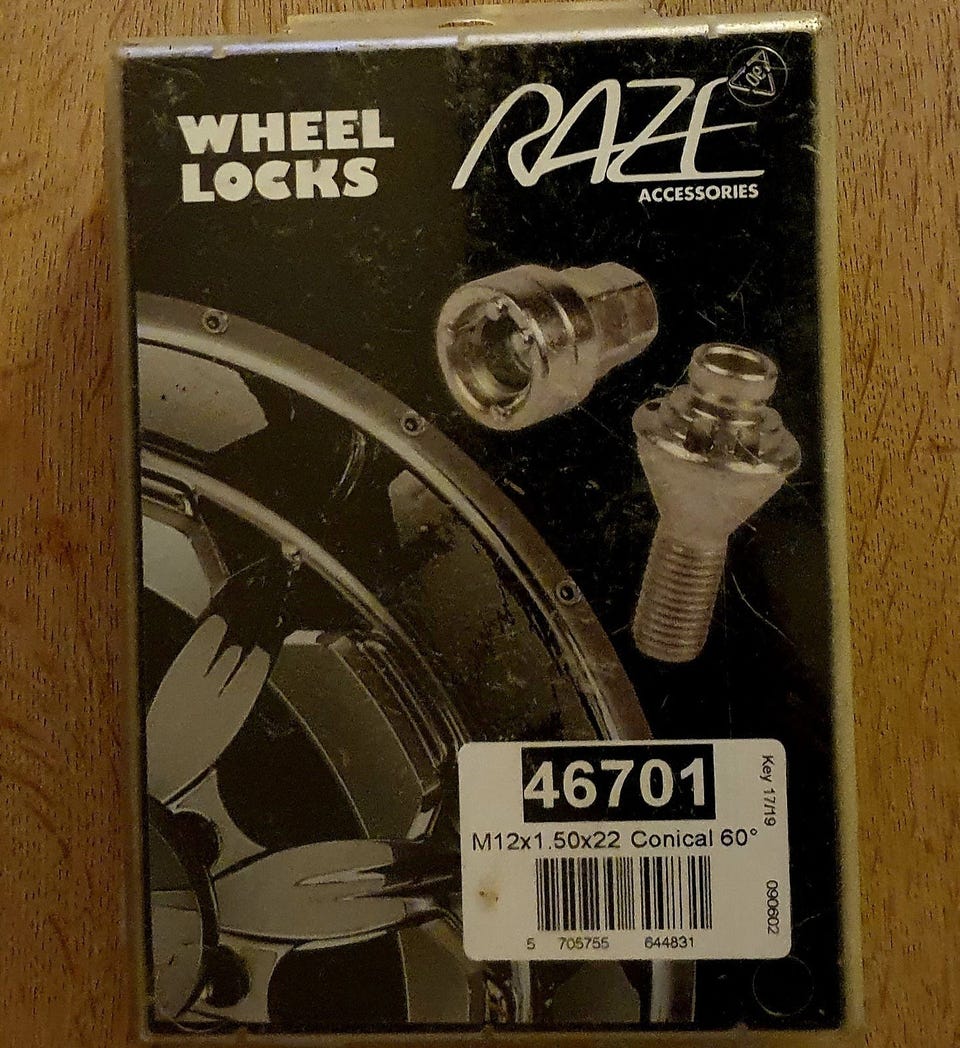 WHEEL
LOCKS
RAZE
ACCESSORIES
46701
Key 17/19
M12x1.50x22 Conical 60°
090602
5 705755 644831